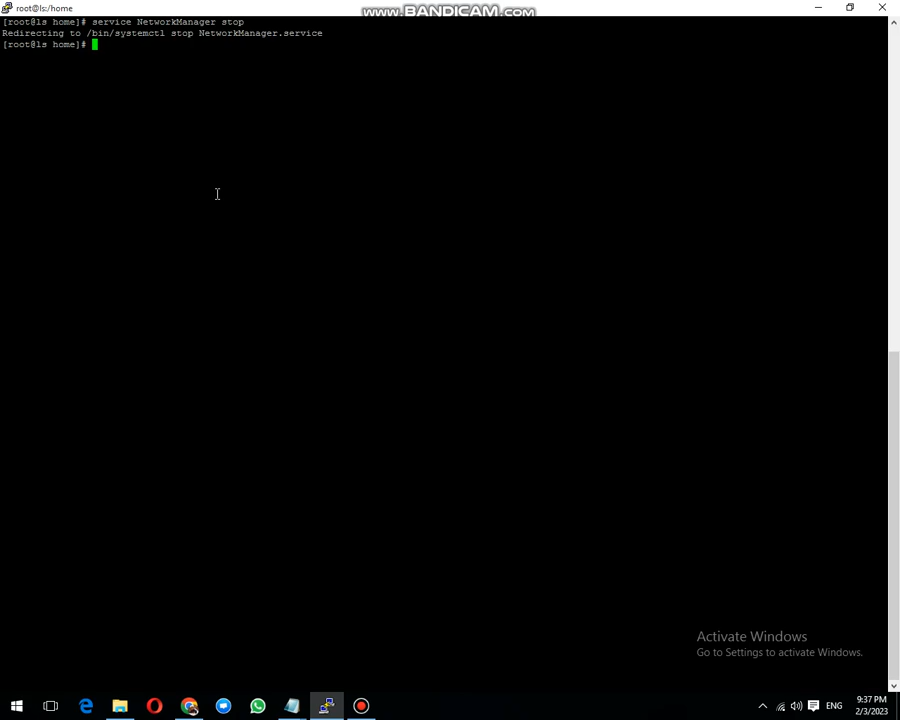 root@ls:/home
www.BANDICAM.com
[root@ls home]# service NetworkManager stop
Redirecting to /bin/systemctl stop NetworkManager.service
[root@ls home]#
Activate Windows
Go to Settings to activate Windows.
ENG
9:37 PM
2/3/2023